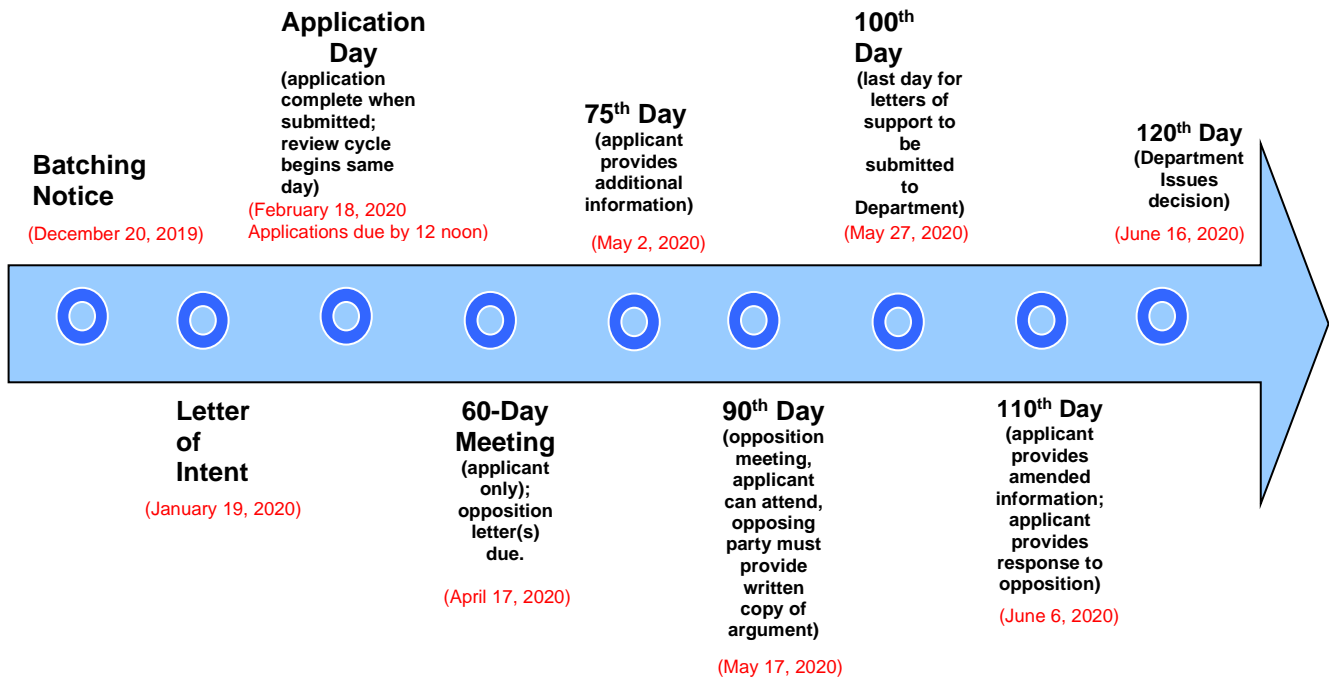 Batching
Notice
(December 20, 2019)
Letter
of
Intent
(January 19, 2020)
Application
Day
(application
complete when
submitted;
review cycle
begins same
day)
(February 18, 2020
Applications due by 12 noon)
60-Day
Meeting
(applicant
only);
opposition
letter(s)
due.
(April 17, 2020)
75th Day
(applicant
provides
additional
information)
(May 2, 2020)
90th Day
(opposition
meeting,
applicant
can attend,
opposing
party must
provide
written
copy of
argument)
(May 17, 2020)
100th
Day
(last day for
letters of
support to
be
submitted
to
Department)
(May 27, 2020)
110th Day
(applicant
provides
amended
information;
applicant
provides
response to
opposition)
(June 6, 2020)
120th Day
(Department
Issues
decision)
(June 16, 2020)